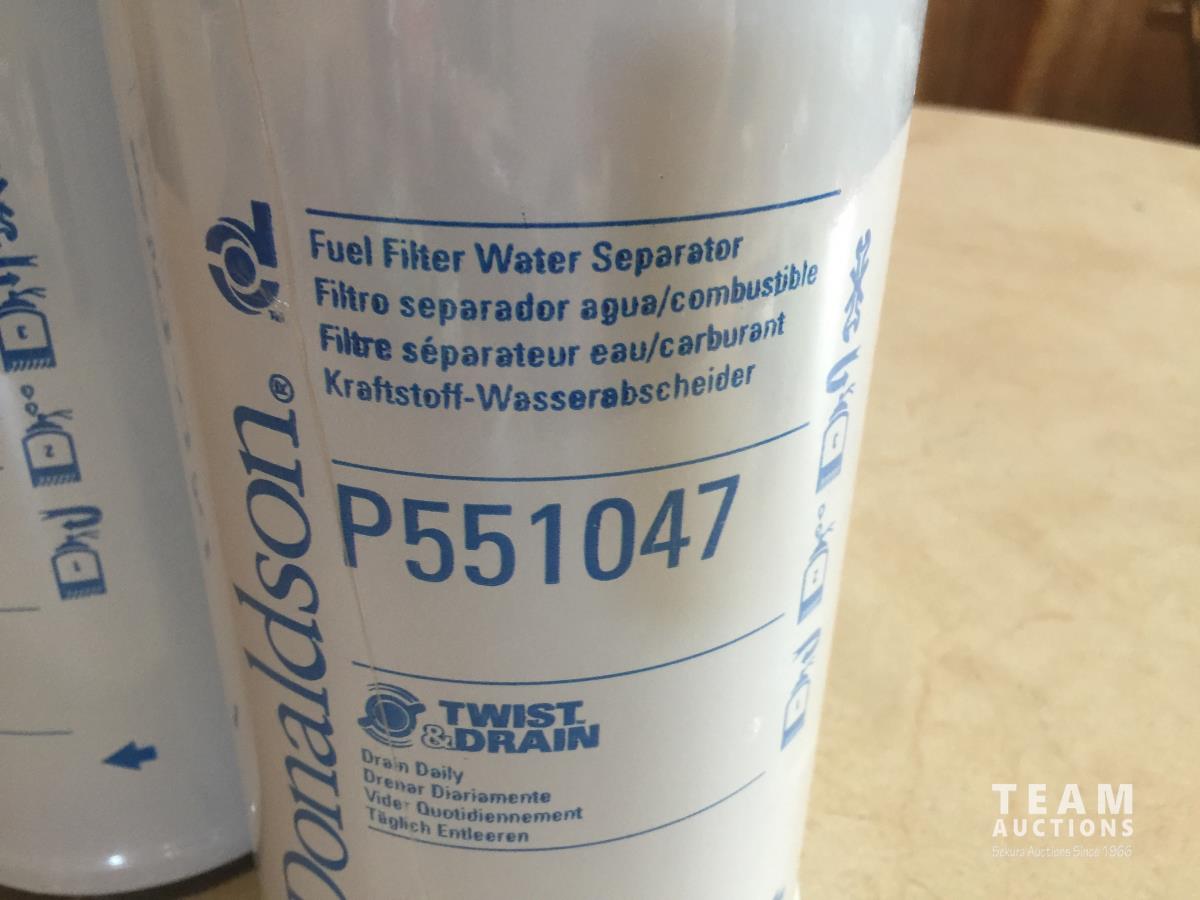 Fuel Filter Water Separator
Filtro separador agua/combustible
Filtre séparateur eau/carburant
Kraftstoff-Wasserabscheider
Donaldson®
P551047
TWIST™
&DRAIN
Drain Daily
Drenar Diariamente
Vider Quotidiennement
Täglich Entleeren
TEAM
AUCTIONS
Sekura Auctions Since 1966